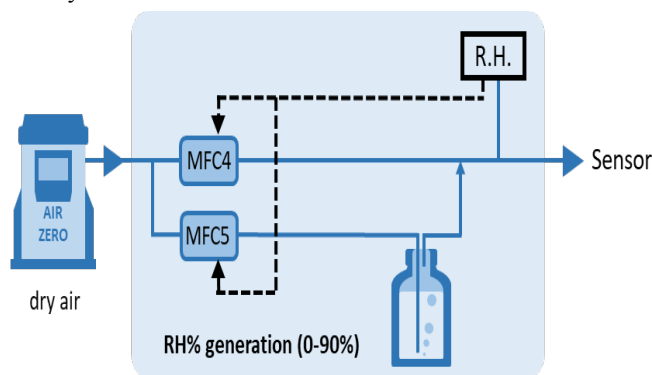 R.H.
MFC4
Sensor
AIR
ZERO
MFC5
dry air
RH% generation (0-90%)